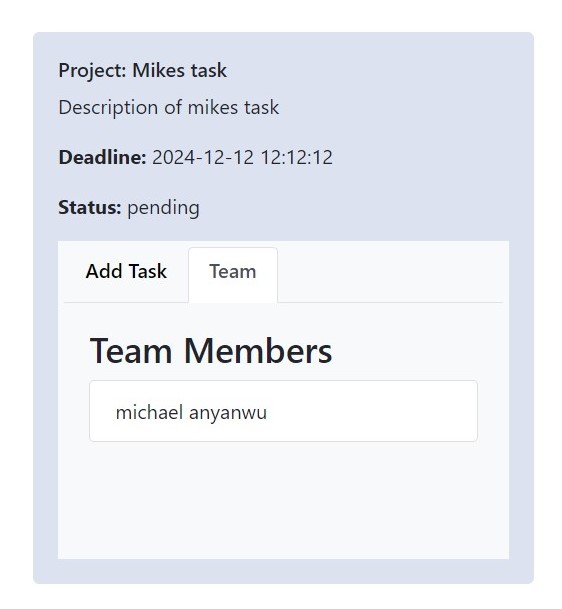 Project: Mikes task
Description of mikes task
Deadline: 2024-12-12 12:12:12
Status: pending
Add Task Team
Team Members
michael anyanwu